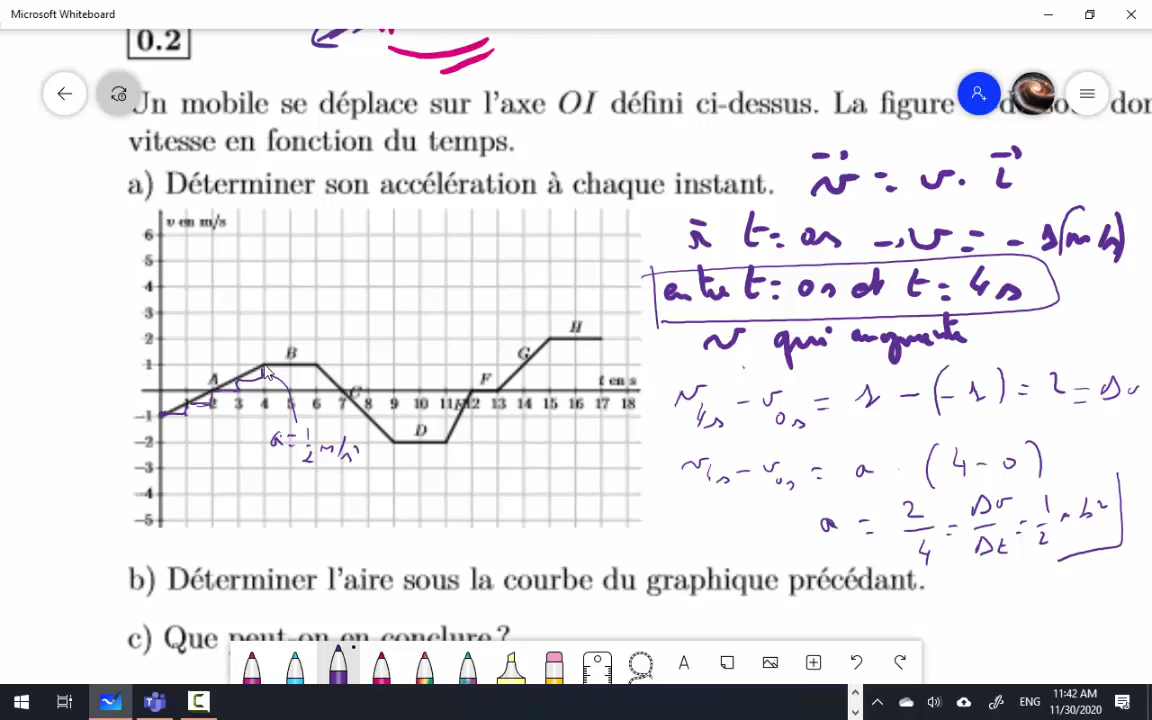 Microsoft Whiteboard
0.2
Un mobile se déplace sur l'axe OI défini ci-dessus. La figure
vitesse en fonction du temps.
a) Déterminer son accélération à chaque instant.
v en m/s
6
5
4
3
2
1
-1
-2
-3
-4
-5
A
B
C
D
F
G
H
t en s
2 3 4 5 6 7 8 9 10 11 12 13 14 15 16 17 18
a = 1/2 m/s²
v = v. i
à t = 0s → v = -1 (m/s)
entre t = 0s et t = 4s
v qui augmente
v4s - v0s = 1 - (-1) = 2 = Δv
v4s - v0s = a . (4 - 0)
a = 2/4 = Δv/Δt = 1/2 m/s²
b) Déterminer l'aire sous la courbe du graphique précédant.
c) Que peut-on en conclure ?
A
ENG
11:42 AM
11/30/2020